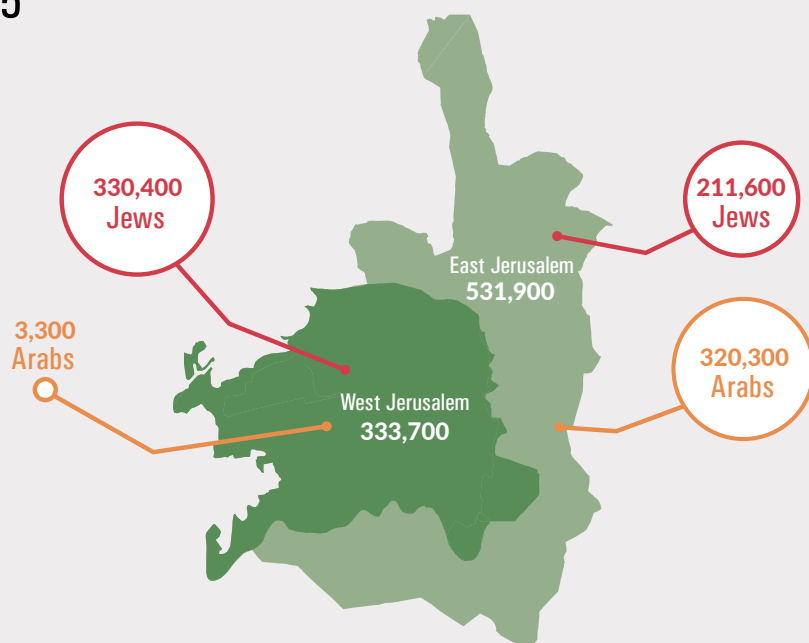 5
330,400
Jews
211,600
Jews
East Jerusalem
531,900
3,300
Arabs
320,300
Arabs
West Jerusalem
333,700